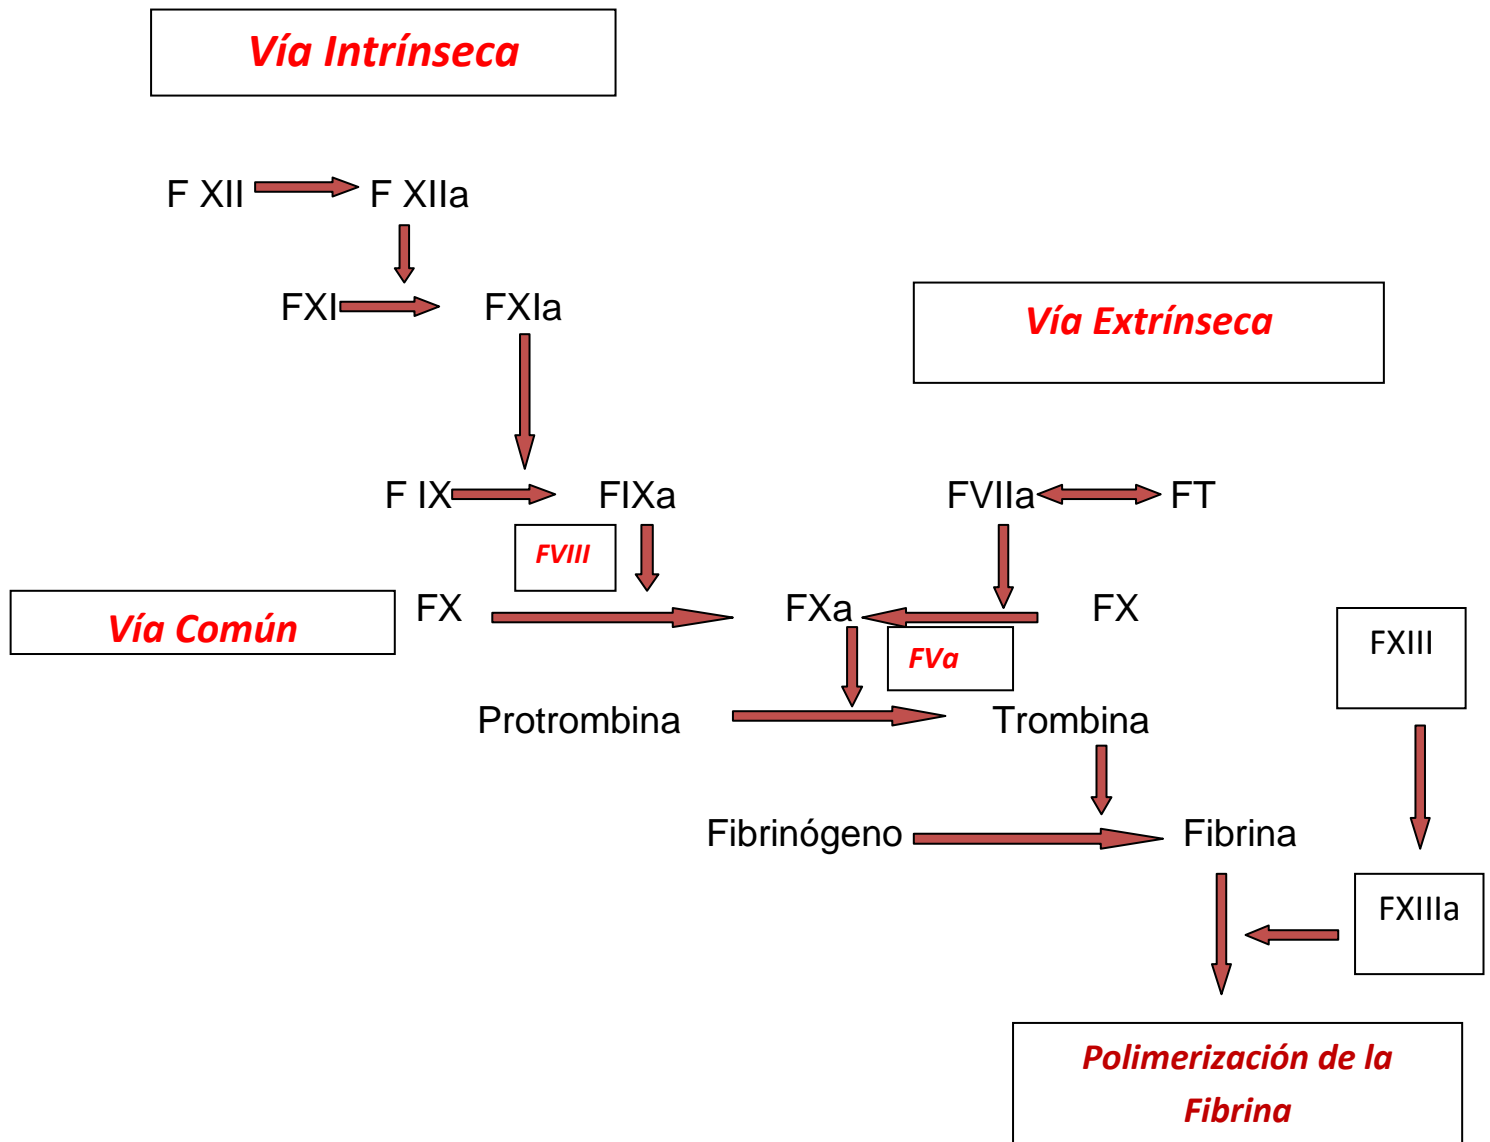 Vía Intrínseca
F XII F XIIa
FXI FXIa
Vía Extrínseca
F IX FIXa FVIIa FT
FVIII
Vía Común FX FXa FX
FVa FXIII
Protrombina Trombina
Fibrinógeno Fibrina
FXIIIa
Polimerización de la
Fibrina